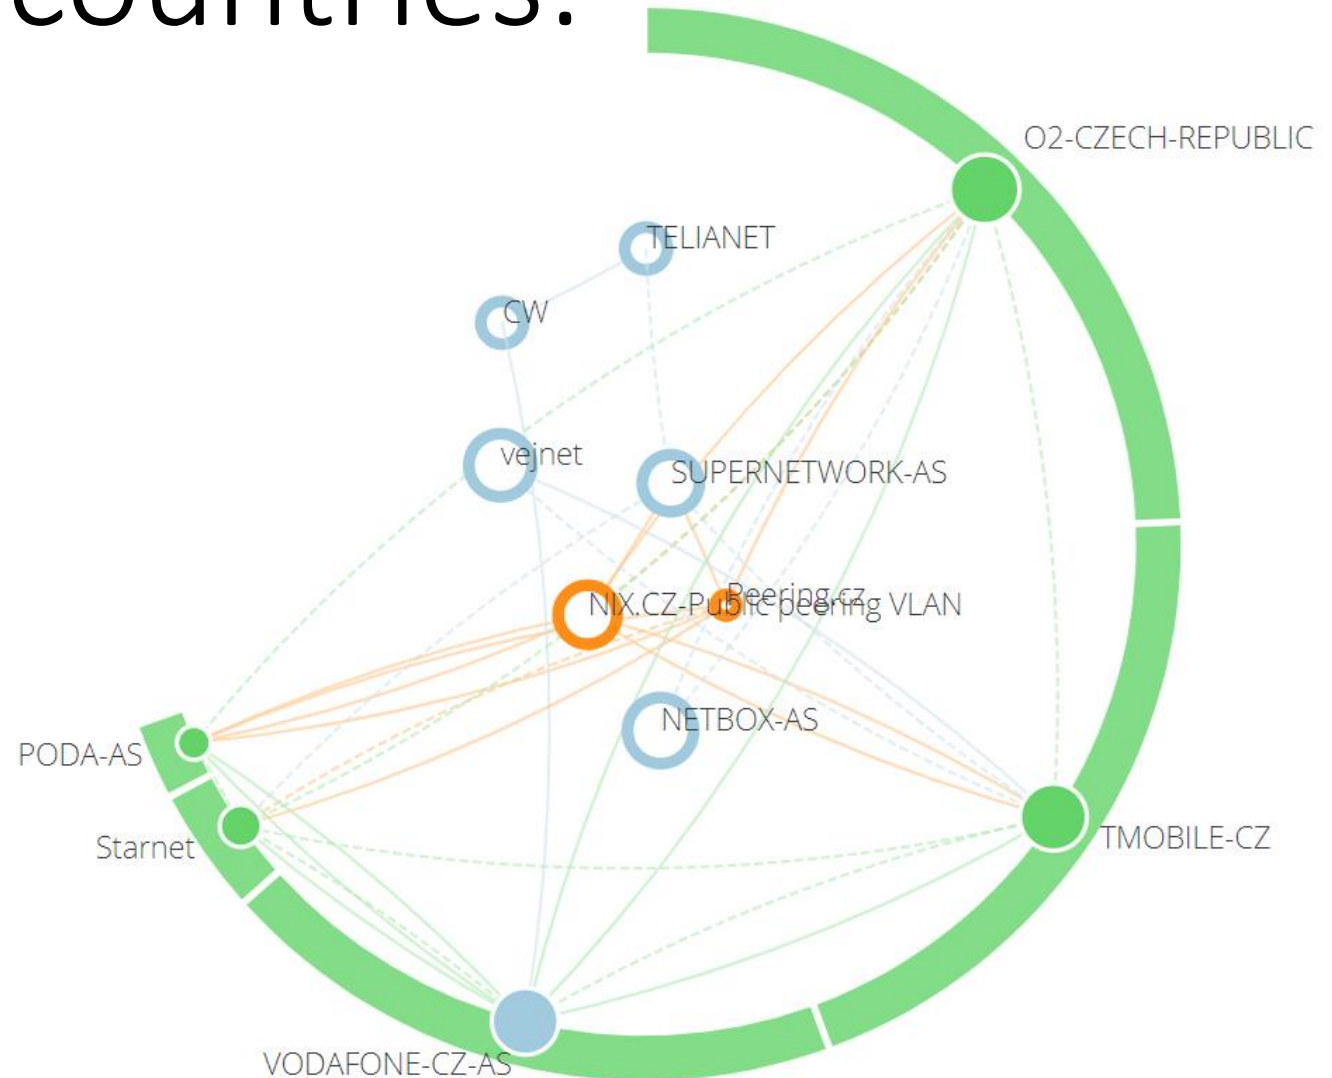 countries:
O2-CZECH-REPUBLIC
TELIANET
CW
vejnet
SUPERNETWORK-AS
Peering.cz
NIX.CZ-Public peering VLAN
NETBOX-AS
PODA-AS
Starnet
TMOBILE-CZ
VODAFONE-CZ-AS